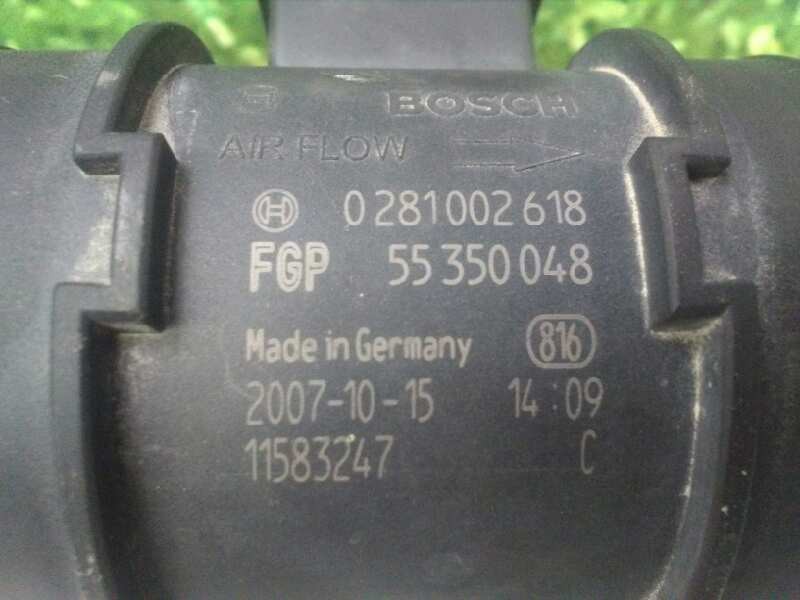 BOSCH
AIR FLOW
0 281 002 618
FGP 55 350 048
Made in Germany 816
2007-10-15 14:09
11583247 C